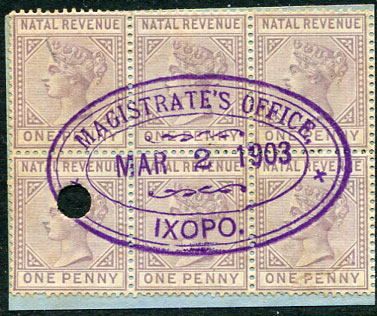 NATAL REVENUE NATAL REVENUE NATAL REVENUE
ONE PENNY ONE PENNY ONE PENNY
MAGISTRATE'S OFFICE
MAR 2 1903
IXOPO.
NATAL REVENUE NATAL REVENUE NATAL REVENUE
ONE PENNY ONE PENNY ONE PENNY